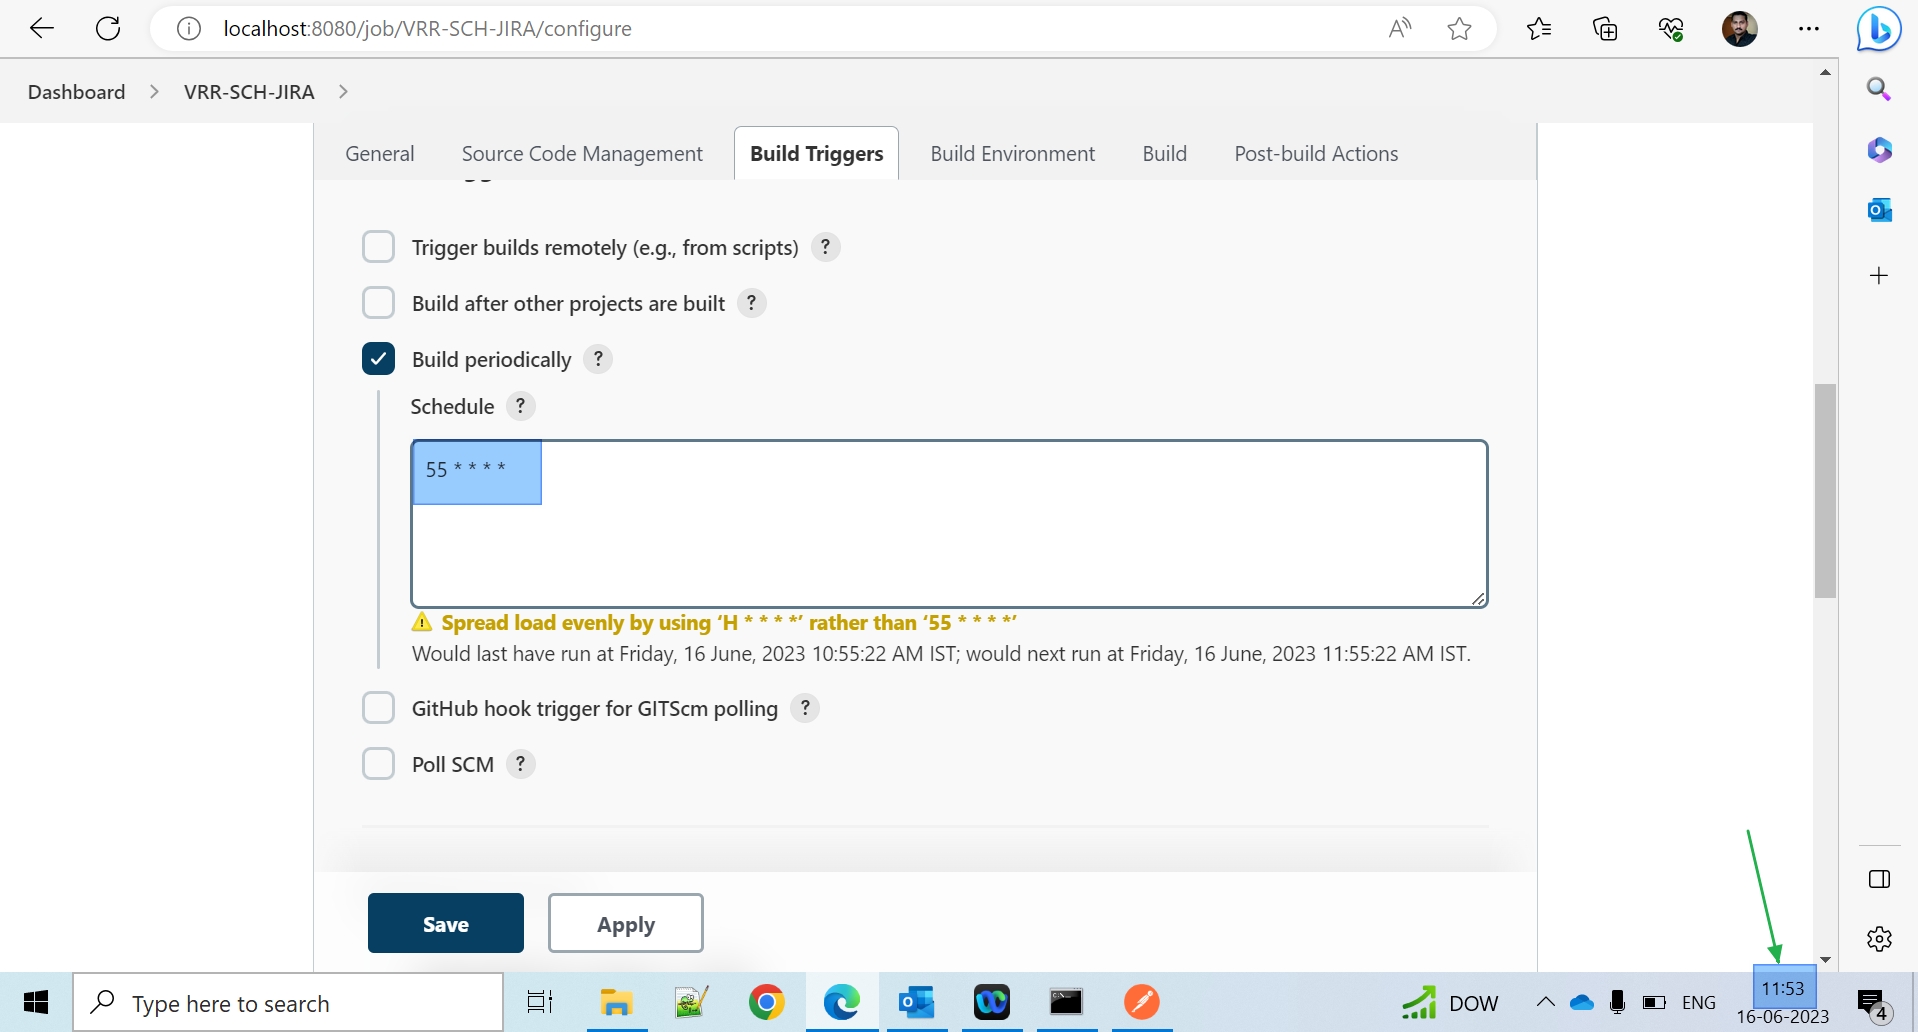 localhost:8080/job/VRR-SCH-JIRA/configure
Dashboard > VRR-SCH-JIRA >
General Source Code Management Build Triggers Build Environment Build Post-build Actions
Trigger builds remotely (e.g., from scripts) ?
Build after other projects are built ?
Build periodically ?
Schedule ?
55 * * * *
Spread load evenly by using ‘H * * * *’ rather than ‘55 * * * *’
Would last have run at Friday, 16 June, 2023 10:55:22 AM IST; would next run at Friday, 16 June, 2023 11:55:22 AM IST.
GitHub hook trigger for GITScm polling ?
Poll SCM ?
Save Apply
Type here to search
DOW
ENG
11:53
16-06-2023
4